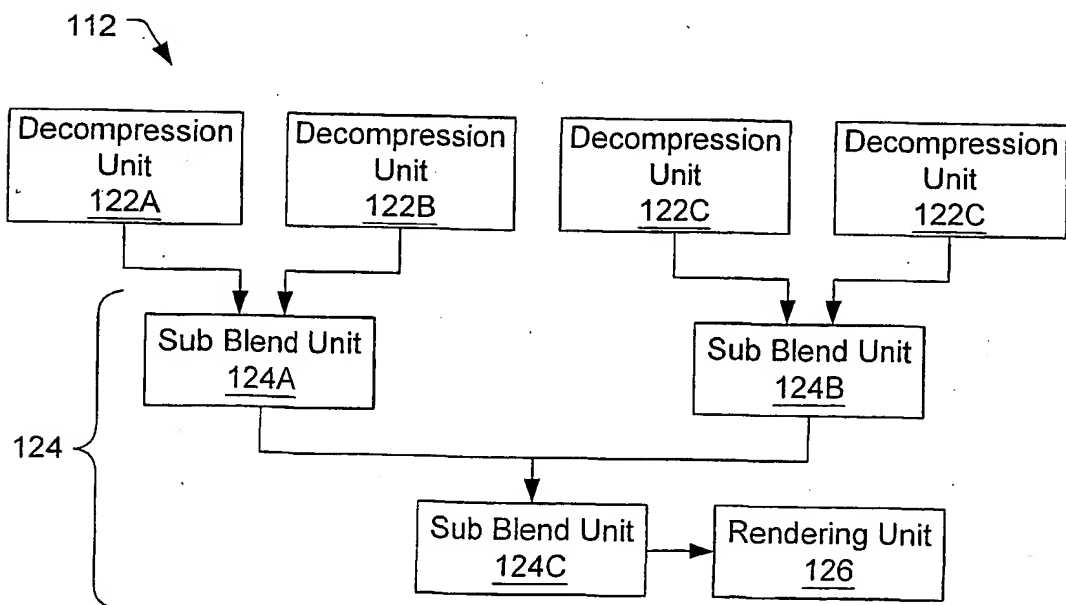 112
Decompression
Unit
122A
Decompression
Unit
122B
Decompression
Unit
122C
Decompression
Unit
122C
Sub Blend Unit
124A
Sub Blend Unit
124B
124
Sub Blend Unit
124C
Rendering Unit
126